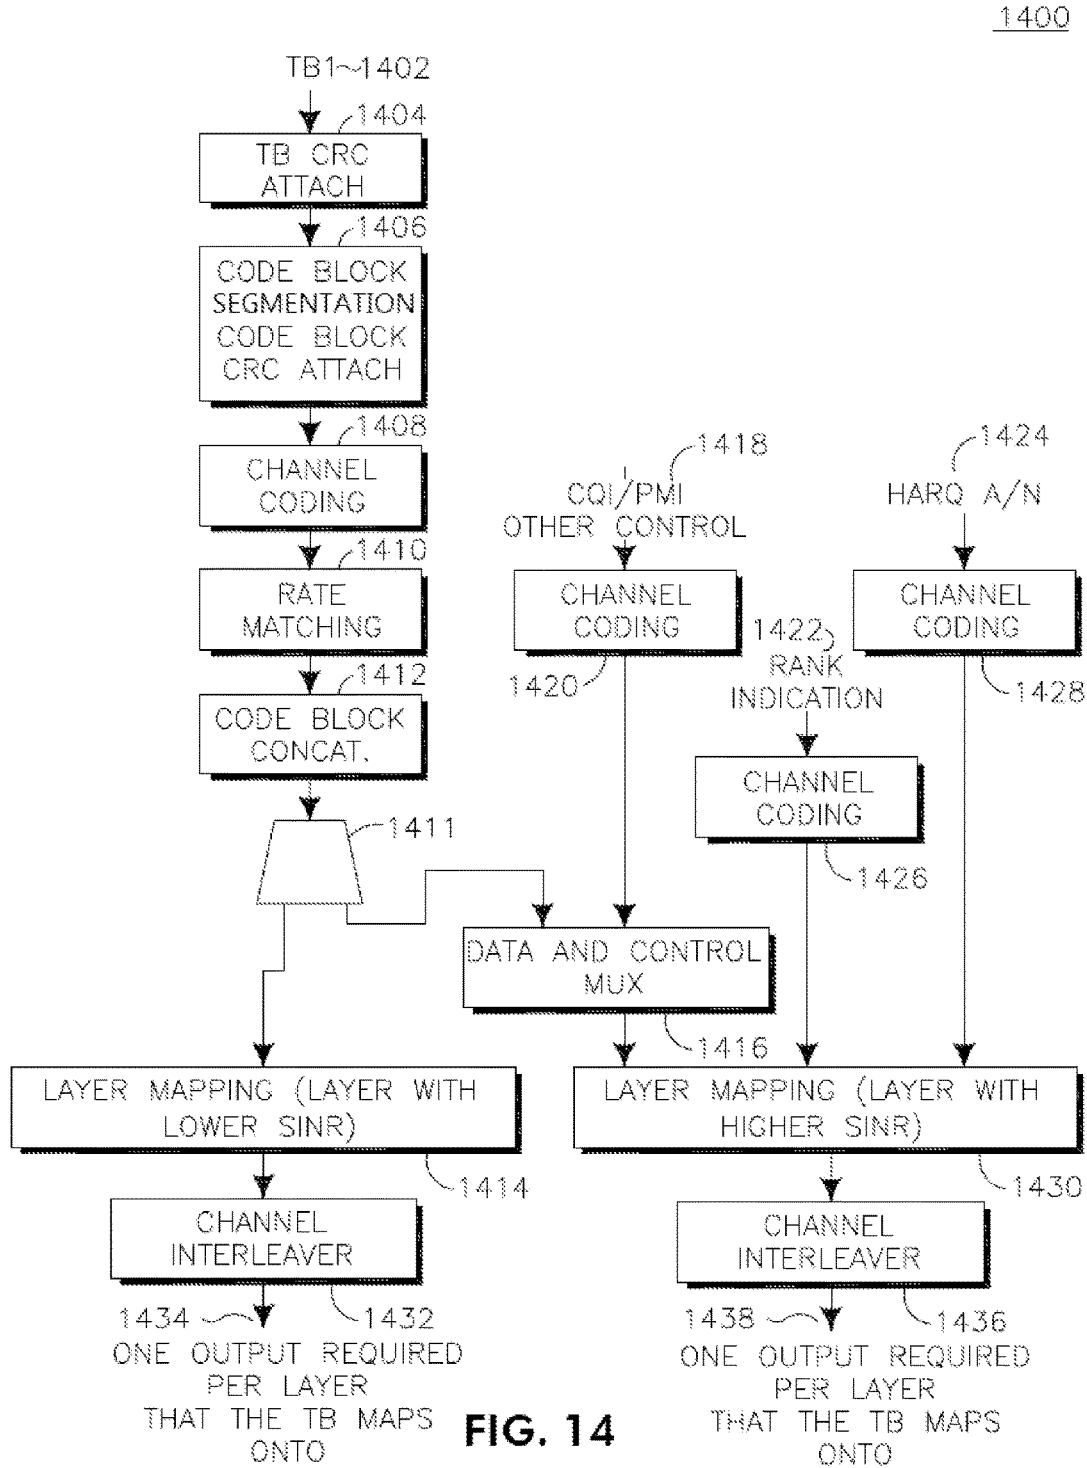 1400
TB1 1402
1404
TB CRC
ATTACH
1406
CODE BLOCK
SEGMENTATION
CODE BLOCK
CRC ATTACH
1408
CHANNEL
CODING
1410
RATE
MATCHING
1412
CODE BLOCK
CONCAT.
1411
1418
CQI/PMI
OTHER CONTROL
CHANNEL
CODING
1420
1424
HARQ A/N
CHANNEL
CODING
1428
1422
RANK
INDICATION
CHANNEL
CODING
1426
DATA AND CONTROL
MUX
1416
LAYER MAPPING (LAYER WITH
LOWER SINR)
1414
LAYER MAPPING (LAYER WITH
HIGHER SINR)
1430
CHANNEL
INTERLEAVER
1434
1432
ONE OUTPUT REQUIRED
PER LAYER
THAT THE TB MAPS
ONTO
CHANNEL
INTERLEAVER
1438
1436
ONE OUTPUT REQUIRED
PER LAYER
THAT THE TB MAPS
ONTO
FIG. 14